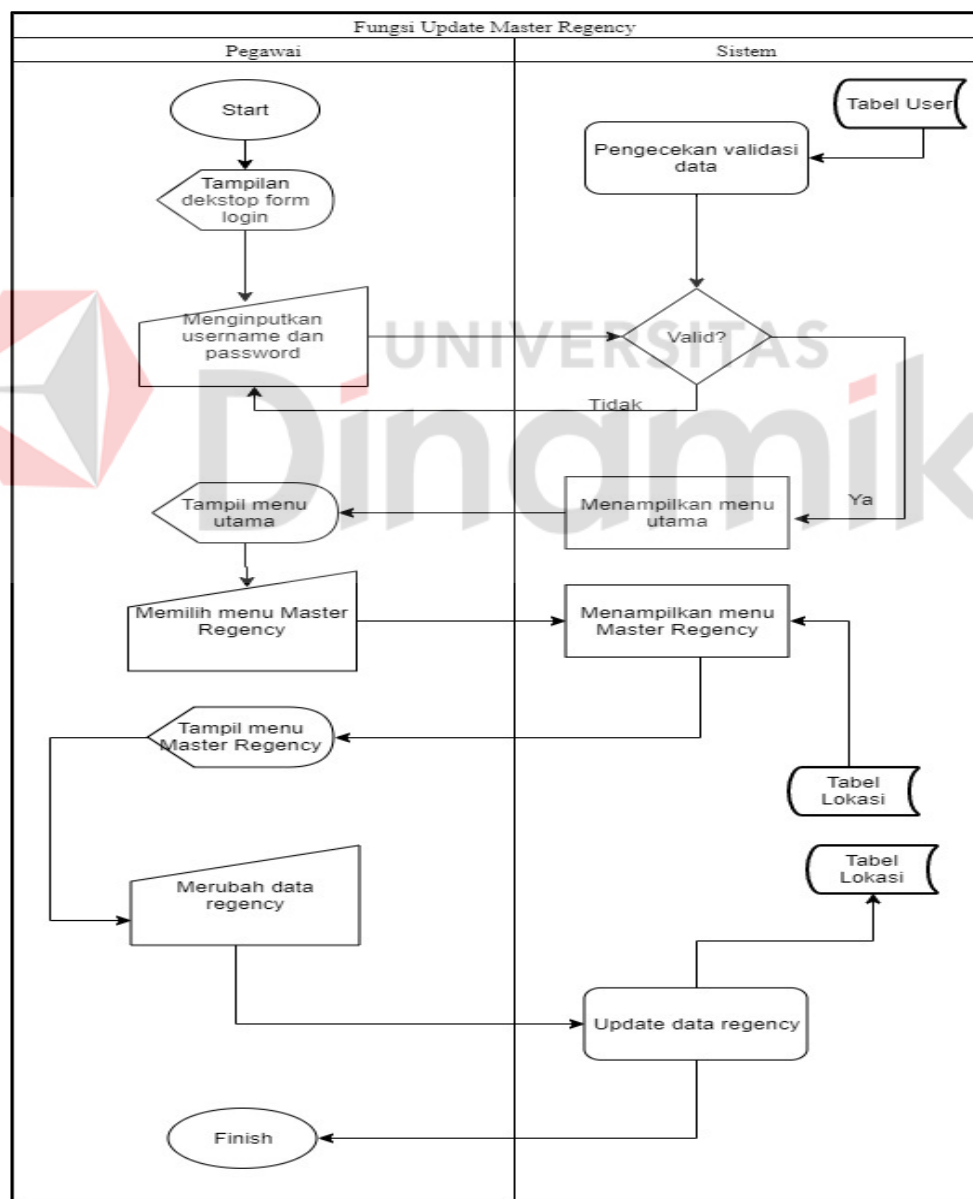 Fungsi Update Master Regency
Pegawai
Sistem
Start
Tabel User
Pengecekan validasi
data
Tampilan
dekstop form
login
Menginputkan
username dan
password
Valid?
Tidak
Ya
UNIVERSITAS
Dinamik
Menampilkan menu
utama
Tampil menu
utama
Memilih menu Master
Regency
Menampilkan menu
Master Regency
Tampil menu
Master Regency
Tabel
Lokasi
Merubah data
regency
Tabel
Lokasi
Update data regency
Finish